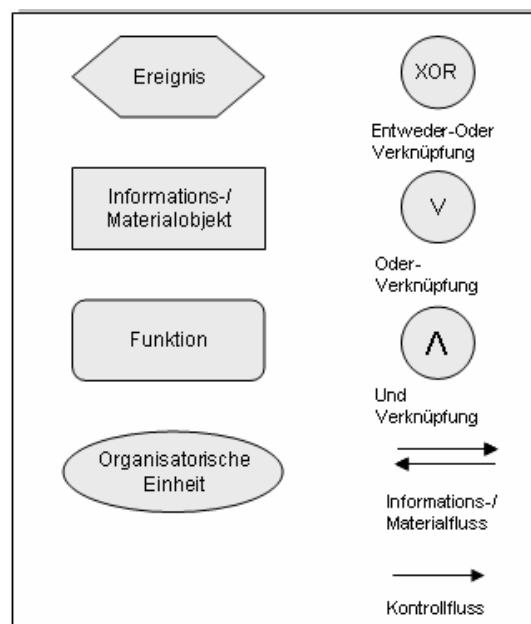 Ereignis
Informations-/
Materialobjekt
Funktion
Organisatorische
Einheit
XOR
Entweder-Oder
Verknüpfung
V
Oder-
Verknüpfung
Λ
Und
Verknüpfung
Informations-/
Materialfluss
Kontrollfluss